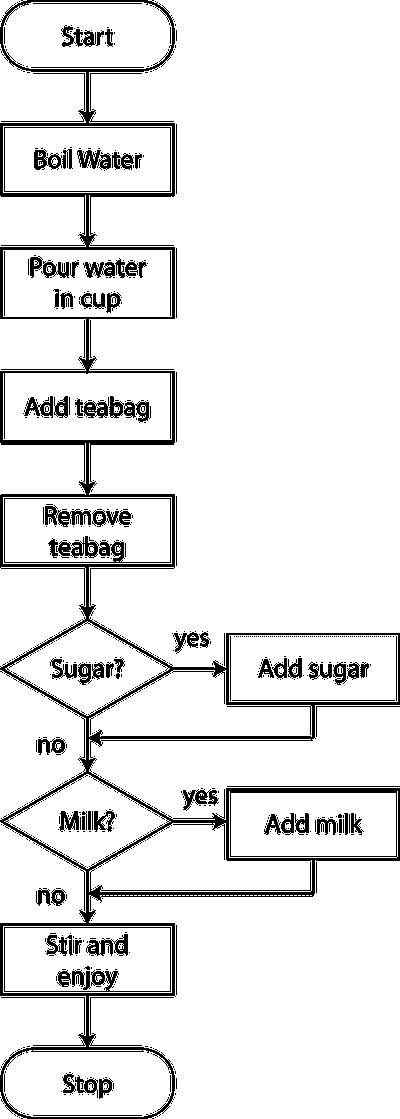 Start
Boil Water
Pour water
in cup
Add teabag
Remove
teabag
Sugar?
yes
Add sugar
no
Milk?
yes
Add milk
no
Stir and
enjoy
Stop